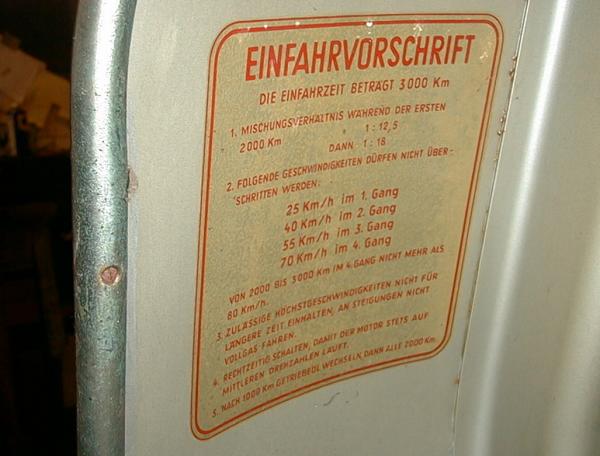 EINFAHRVORSCHRIFT
DIE EINFAHRZEIT BETRÄGT 3000 Km
1. MISCHUNGSVERHÄLTNIS WÄHREND DER ERSTEN
2000 Km " 1 : 12,5
DANN 1 : 18
2. FOLGENDE GESCHWINDIGKEITEN DÜRFEN NICHT ÜBER-
SCHRITTEN WERDEN:
25 Km/h im 1. Gang
40 Km/h im 2. Gang
55 Km/h im 3. Gang
70 Km/h im 4. Gang
VON 2000 BIS 3000 Km IM 4. GANG NICHT MEHR ALS
80 Km/h.
3. ZULÄSSIGE HÖCHSTGESCHWINDIGKEITEN NICHT FÜR
LÄNGERE ZEIT EINHALTEN, AN STEIGUNGEN NICHT
VOLLGAS FAHREN.
4. RECHTZEITIG SCHALTEN, DAMIT DER MOTOR STETS AUF
MITTLEREN DREHZAHLEN LÄUFT.
5. NACH 1000 Km GETRIEBEÖL WECHSELN, DANN ALLE 2000 Km.